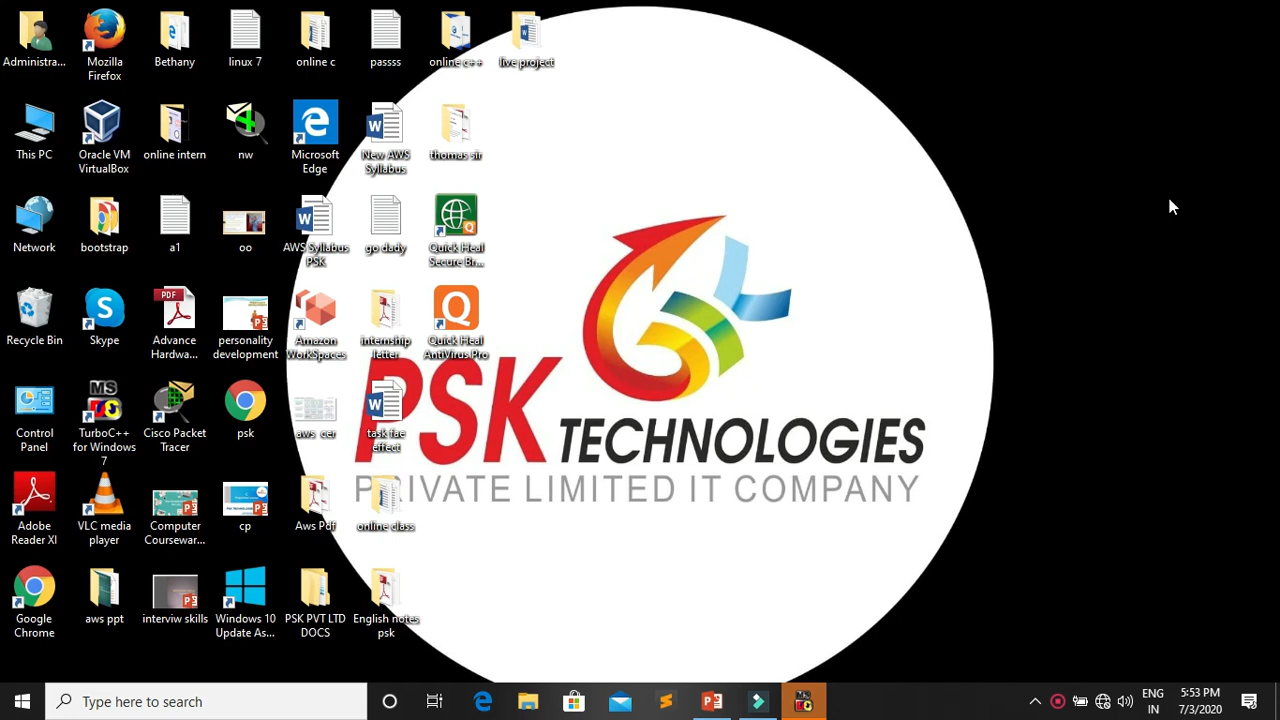 Administra...
Mozilla
Firefox
Bethany
linux 7
online c
passss
online c++
live project
This PC
Oracle VM
VirtualBox
online intern
nw
Microsoft
Edge
New AWS
Syllabus
thomas sir
Network
bootstrap
a1
oo
AWS Syllabus
PSK
go dady
Quick Heal
Secure Br...
Recycle Bin
Skype
PDF
Advance
Hardwa...
personality
development
Amazon
WorkSpaces
internship
letter
Quick Heal
AntiVirus Pro
Control
Panel
MS
TurboC++
for Windows
7
Cisco Packet
Tracer
psk
aws cer
task fae
effect
Adobe
Reader XI
VLC media
player
Computer
Coursewar...
cp
Aws Pdf
online class
Google
Chrome
aws ppt
interviw skills
Windows 10
Update As...
PSK PVT LTD
DOCS
English notes
psk
PSK TECHNOLOGIES
PRIVATE LIMITED IT COMPANY
Type here to search
ENG
IN
5:53 PM
7/3/2020